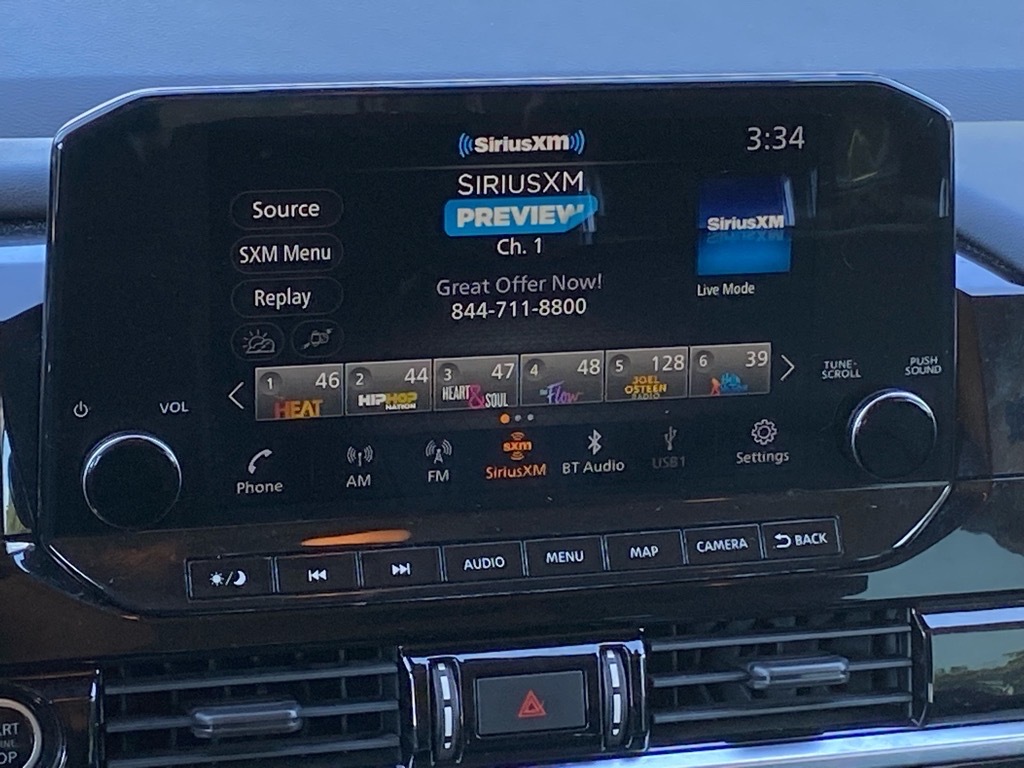 SiriusXM
3:34
SIRIUSXM
PREVIEW
Ch. 1
Great Offer Now!
844-711-8800
SiriusXM
Live Mode
Source
SXM Menu
Replay
1 46
HEAT
2 44
HIPHOP
NATION
3 47
HEART & SOUL
4 48
Flow
5 128
JOEL
OSTEEN
RADIO
6 39
TUNE-
SCROLL
PUSH
SOUND
VOL
Phone
AM
FM
sxm
SiriusXM
BT Audio
USB1
Settings
AUDIO
MENU
MAP
CAMERA
BACK